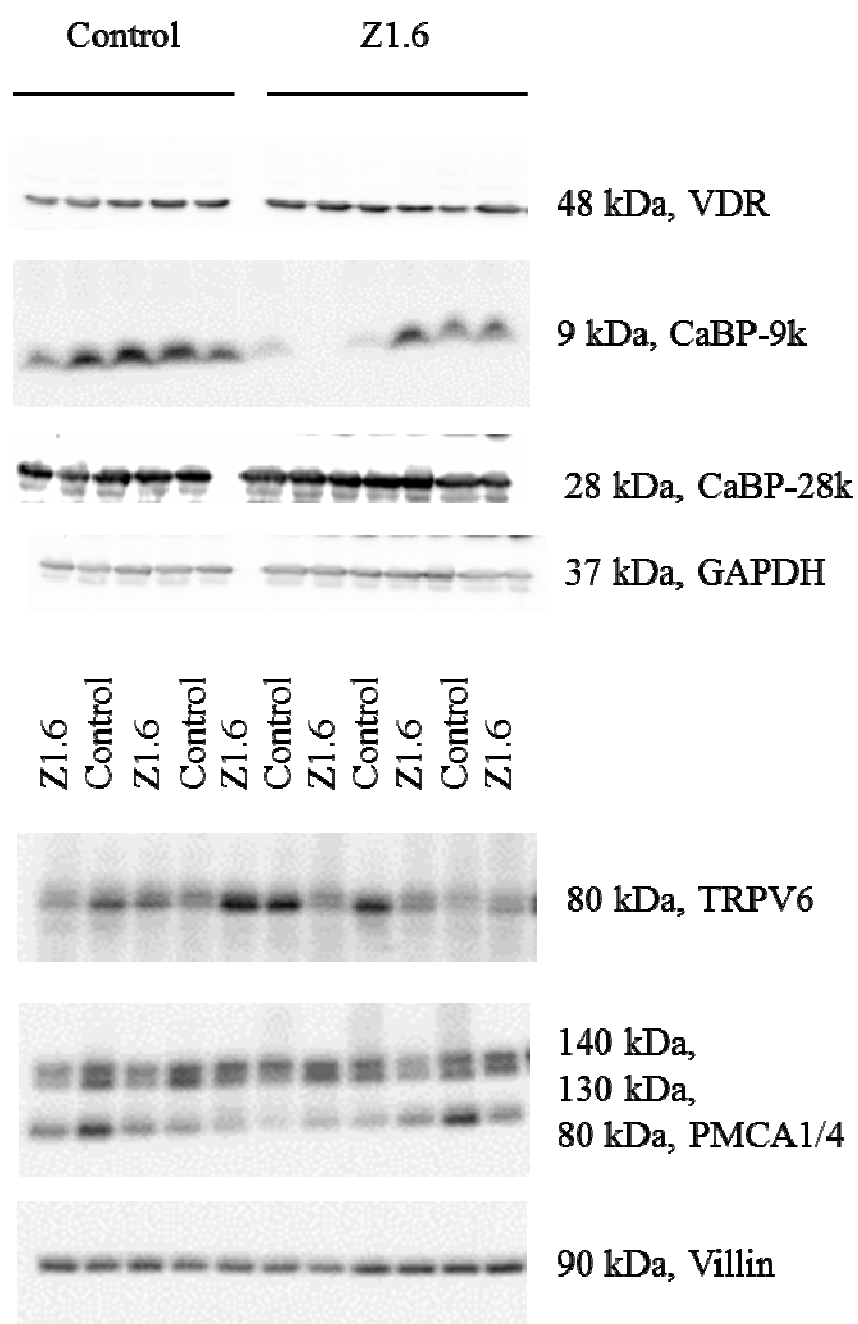 Control Z1.6
48 kDa, VDR
9 kDa, CaBP-9k
28 kDa, CaBP-28k
37 kDa, GAPDH
Z1.6 Control Z1.6 Control Z1.6 Control Z1.6 Control Z1.6 Control Z1.6
80 kDa, TRPV6
140 kDa,
130 kDa,
80 kDa, PMCA1/4
90 kDa, Villin